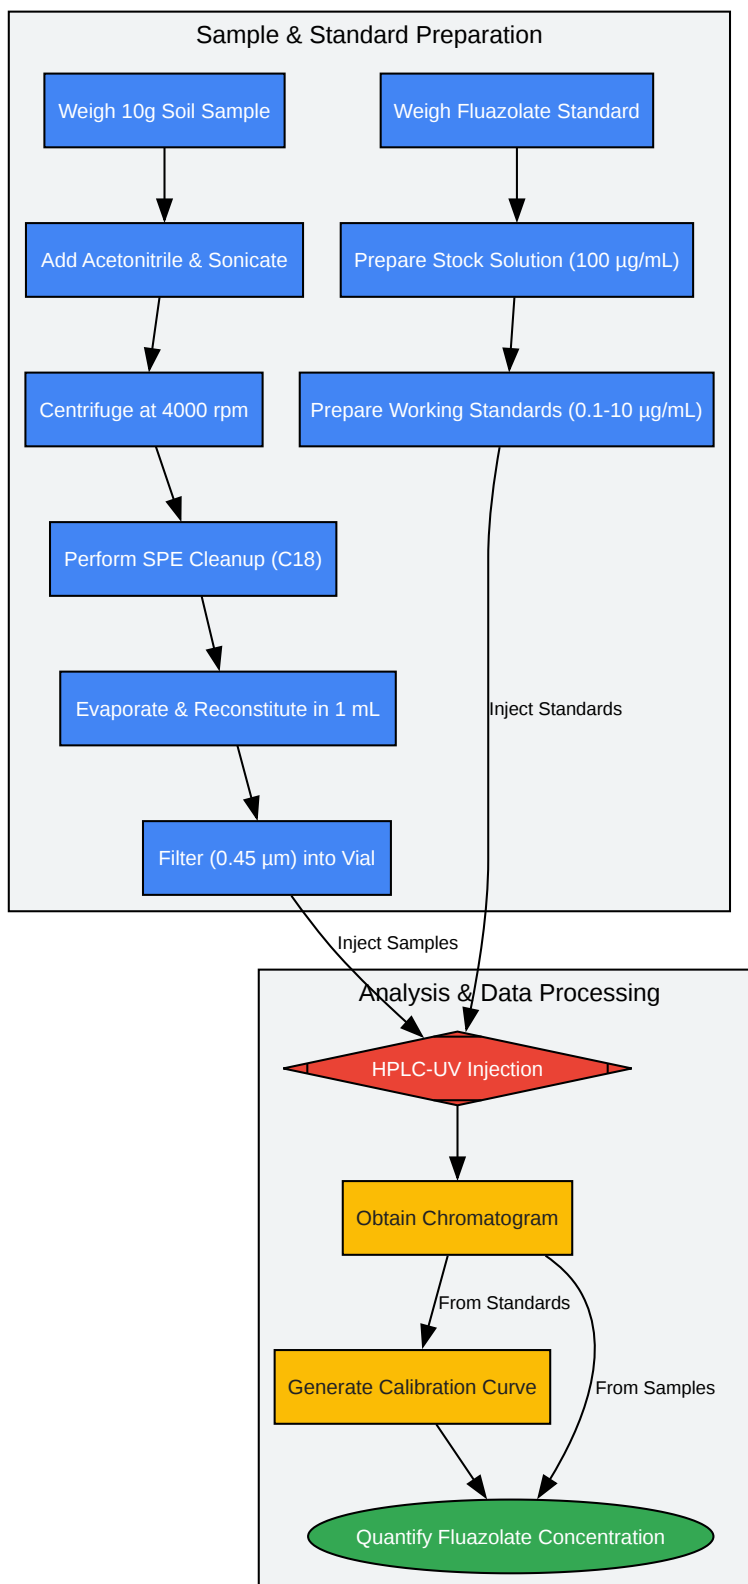 Sample & Standard Preparation
Weigh 10g Soil Sample
Weigh Fluazolate Standard
Add Acetonitrile & Sonicate
Prepare Stock Solution (100 µg/mL)
Centrifuge at 4000 rpm
Prepare Working Standards (0.1-10 µg/mL)
Perform SPE Cleanup (C18)
Evaporate & Reconstitute in 1 mL
Inject Standards
Filter (0.45 µm) into Vial
Inject Samples
Analysis & Data Processing
HPLC-UV Injection
Obtain Chromatogram
From Standards
Generate Calibration Curve
From Samples
Quantify Fluazolate Concentration